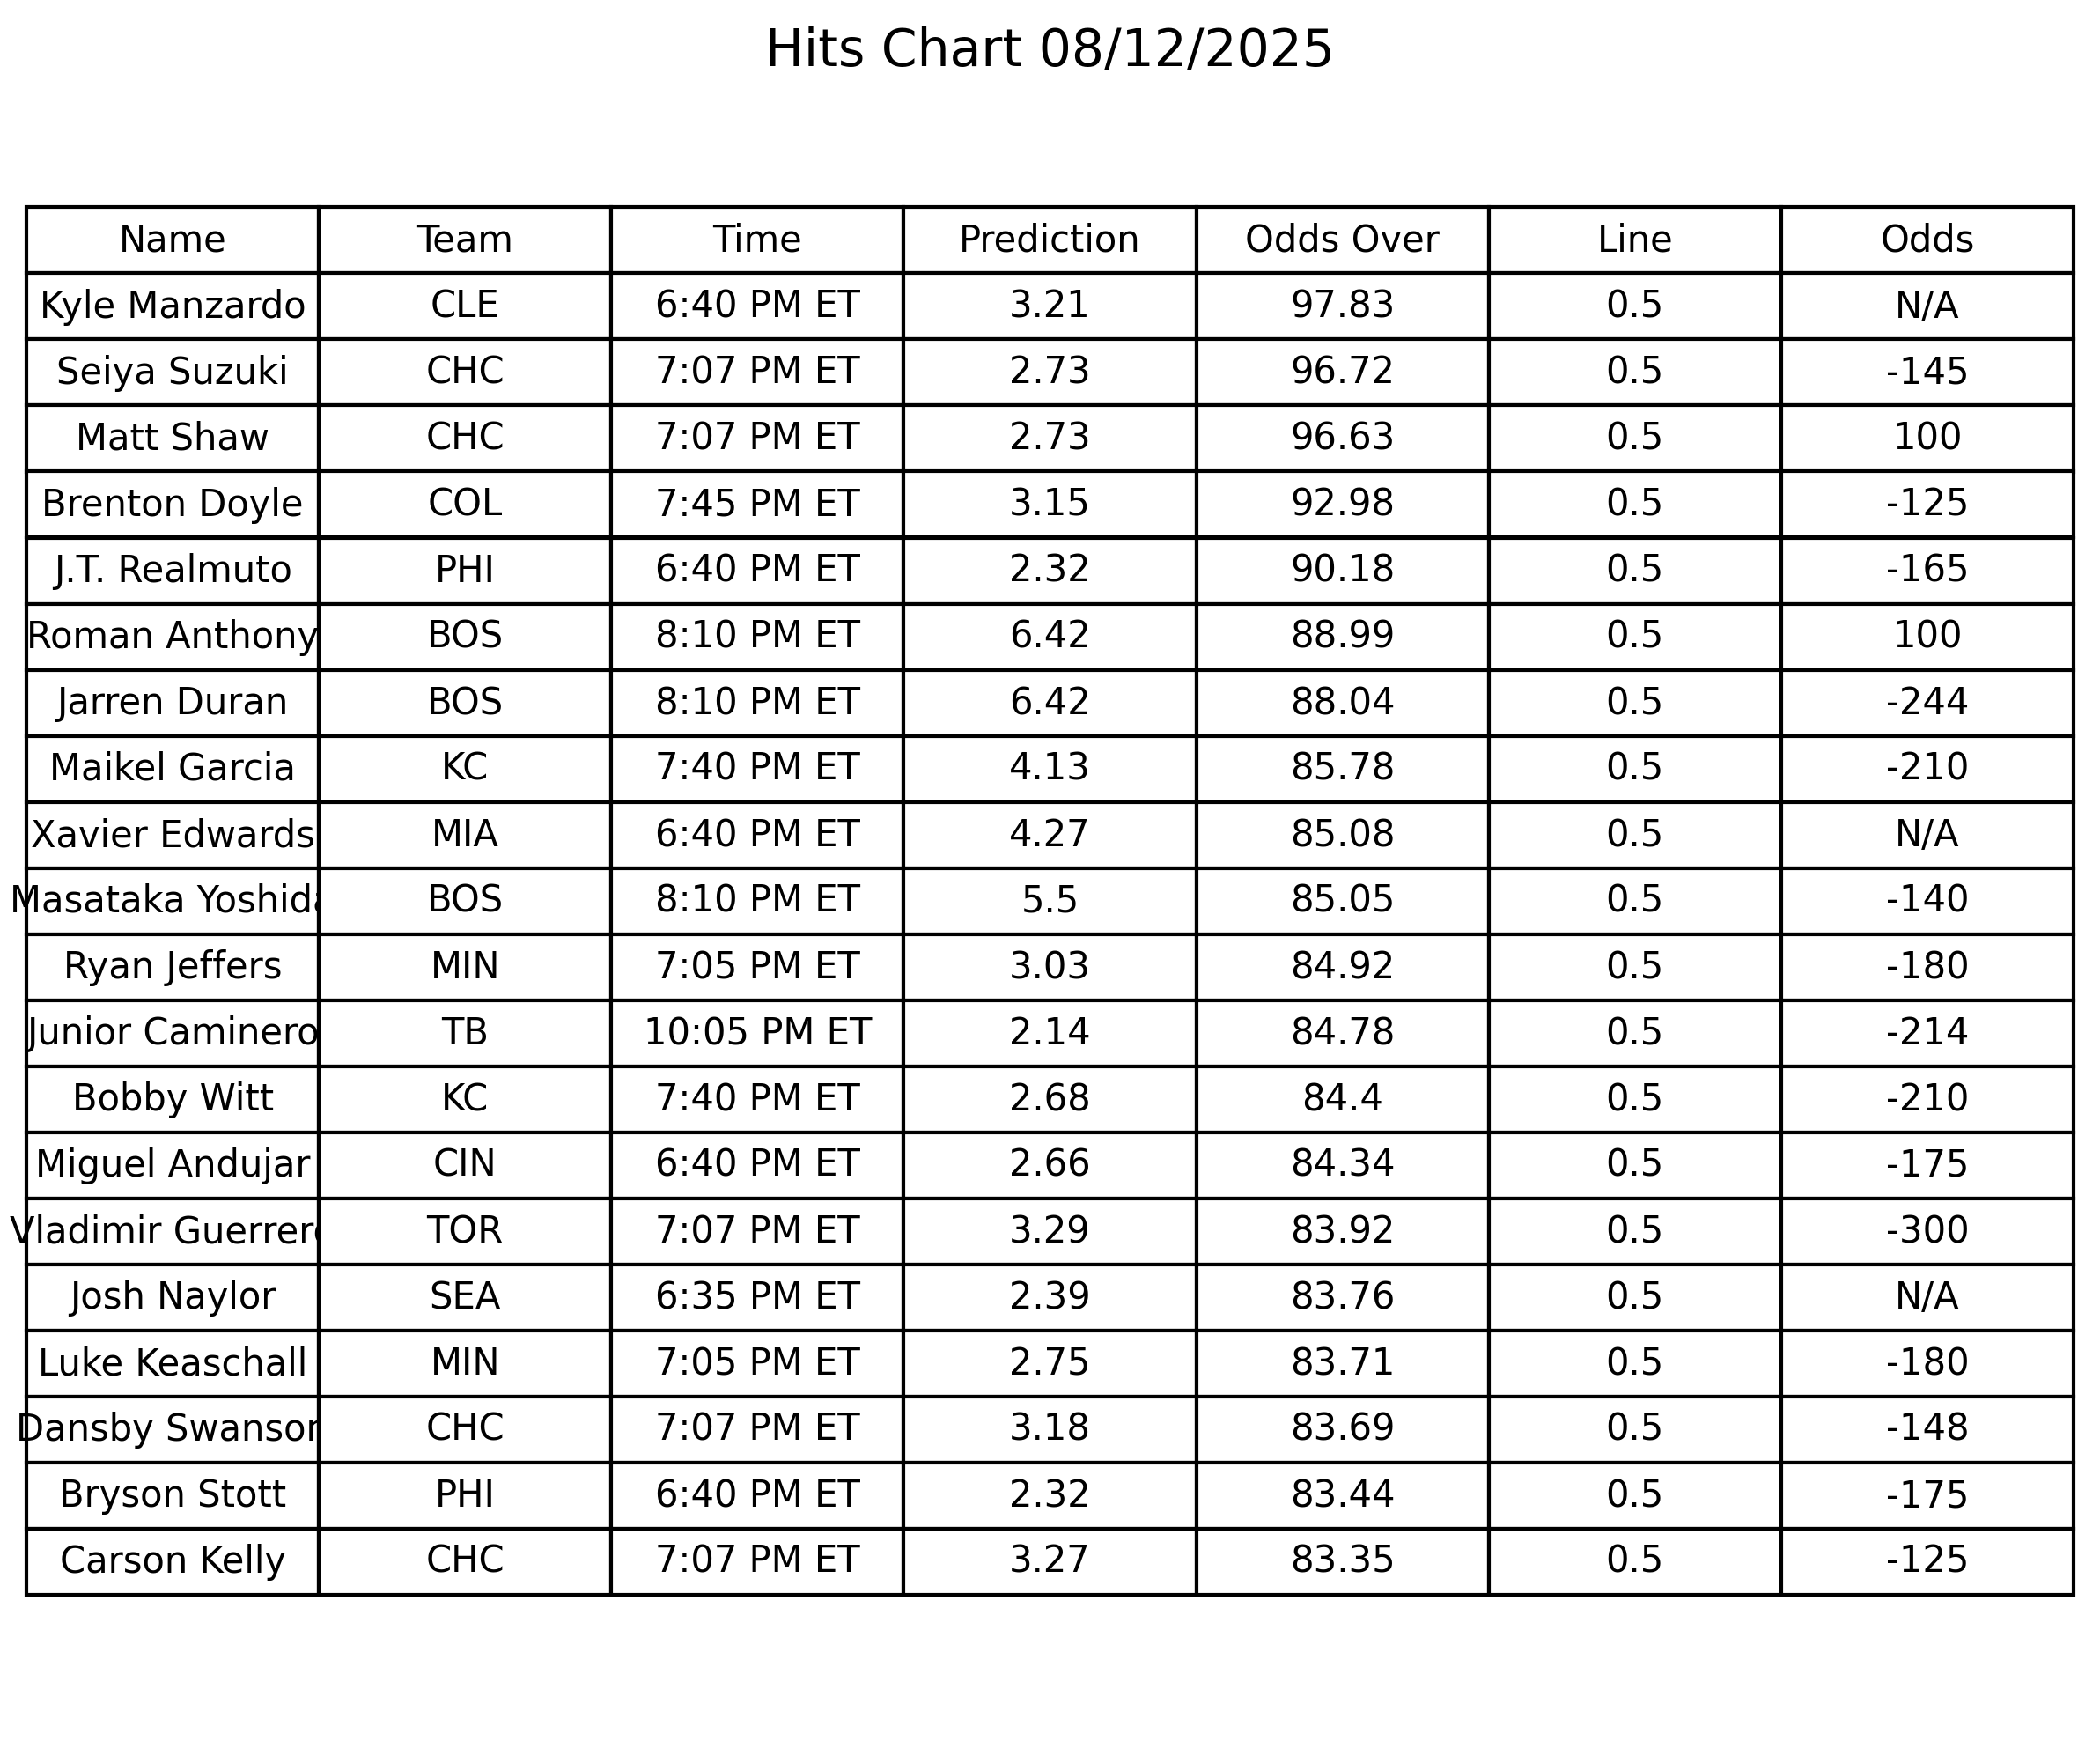 Hits Chart 08/12/2025
Name Team Time Prediction Odds Over Line Odds
Kyle Manzardo CLE 6:40 PM ET 3.21 97.83 0.5 N/A
Seiya Suzuki CHC 7:07 PM ET 2.73 96.72 0.5 -145
Matt Shaw CHC 7:07 PM ET 2.73 96.63 0.5 100
Brenton Doyle COL 7:45 PM ET 3.15 92.98 0.5 -125
J.T. Realmuto PHI 6:40 PM ET 2.32 90.18 0.5 -165
Roman Anthony BOS 8:10 PM ET 6.42 88.99 0.5 100
Jarren Duran BOS 8:10 PM ET 6.42 88.04 0.5 -244
Maikel Garcia KC 7:40 PM ET 4.13 85.78 0.5 -210
Xavier Edwards MIA 6:40 PM ET 4.27 85.08 0.5 N/A
Masataka Yoshida BOS 8:10 PM ET 5.5 85.05 0.5 -140
Ryan Jeffers MIN 7:05 PM ET 3.03 84.92 0.5 -180
Junior Caminero TB 10:05 PM ET 2.14 84.78 0.5 -214
Bobby Witt KC 7:40 PM ET 2.68 84.4 0.5 -210
Miguel Andujar CIN 6:40 PM ET 2.66 84.34 0.5 -175
Vladimir Guerrero TOR 7:07 PM ET 3.29 83.92 0.5 -300
Josh Naylor SEA 6:35 PM ET 2.39 83.76 0.5 N/A
Luke Keaschall MIN 7:05 PM ET 2.75 83.71 0.5 -180
Dansby Swanson CHC 7:07 PM ET 3.18 83.69 0.5 -148
Bryson Stott PHI 6:40 PM ET 2.32 83.44 0.5 -175
Carson Kelly CHC 7:07 PM ET 3.27 83.35 0.5 -125